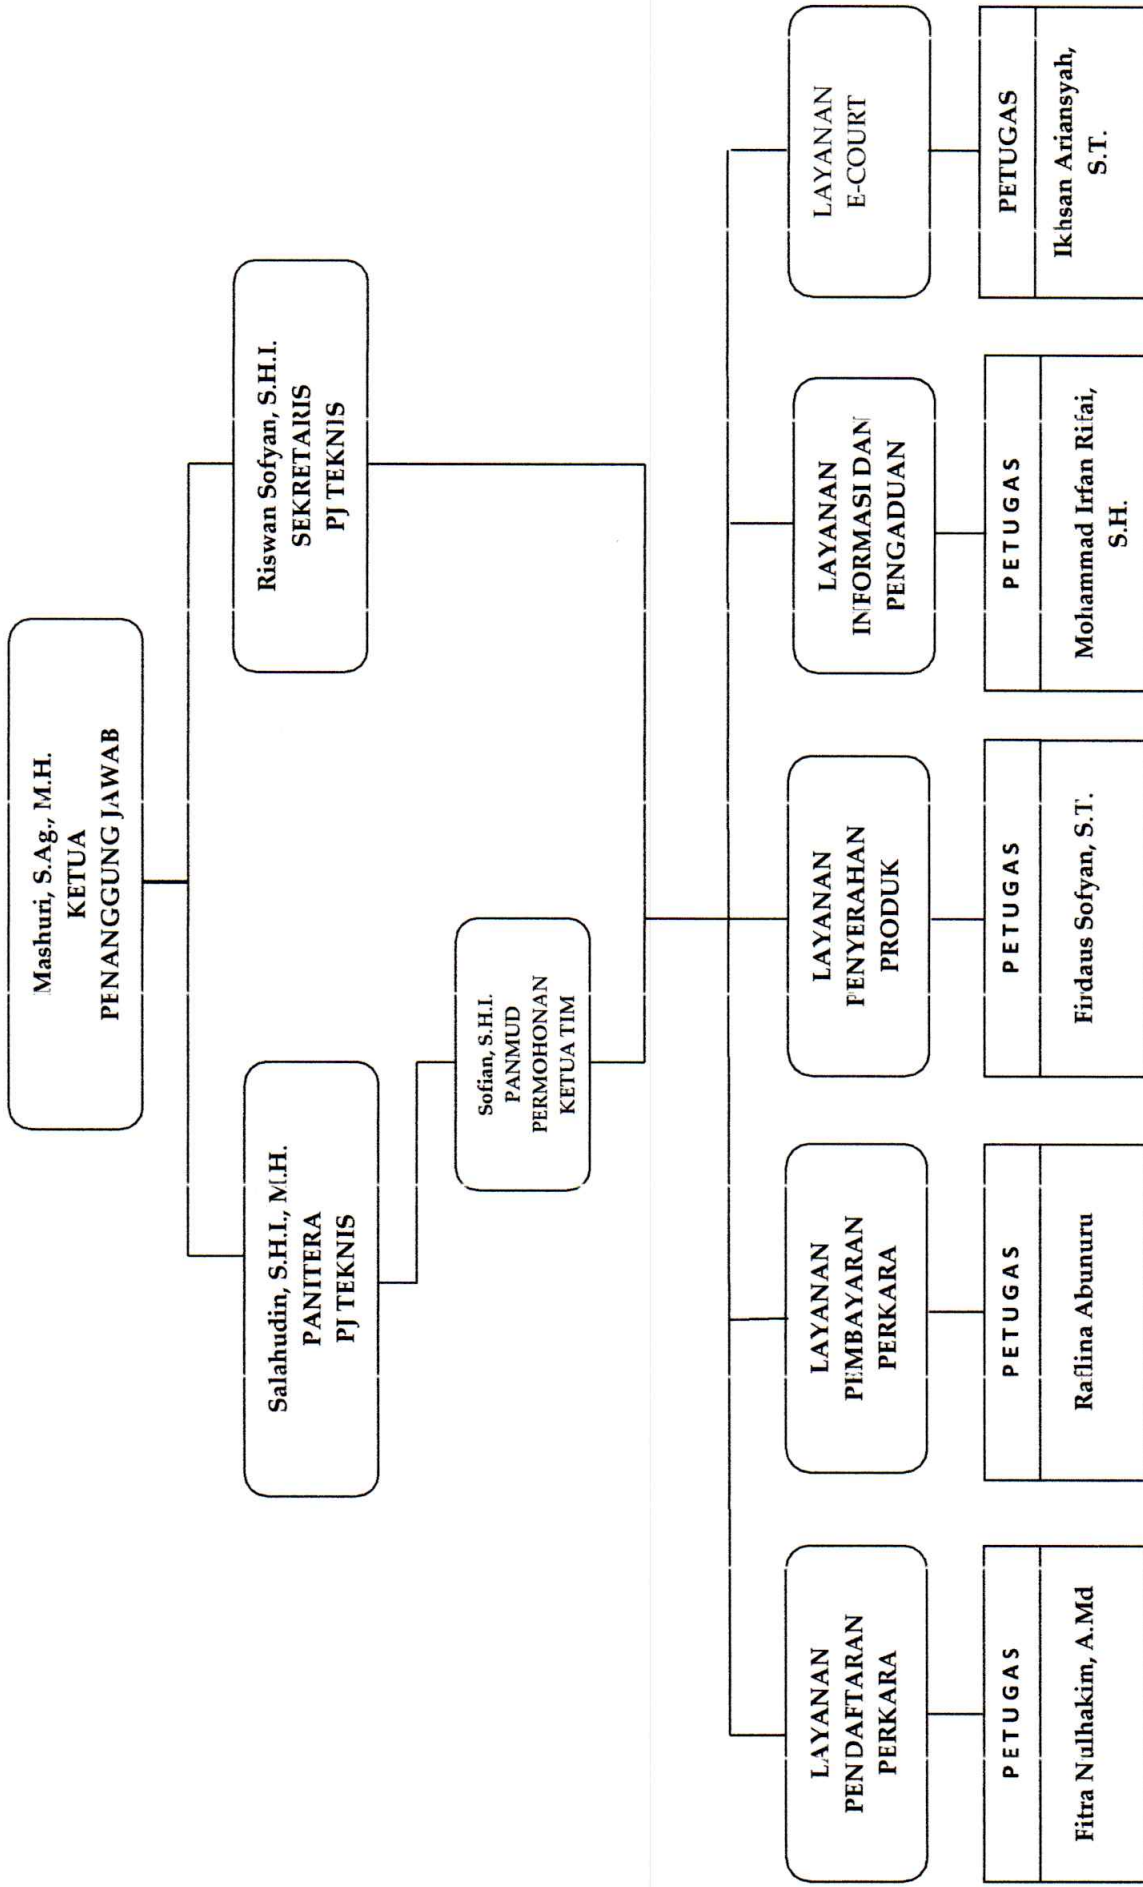 Mashuri, S.Ag., M.H.
KETUA
PENANGGUNG JAWAB
Salahudin, S.H.I., M.H.
PANITERA
PJ TEKNIS
Riswan Sofyan, S.H.I.
SEKRETARIS
PJ TEKNIS
Sofian, S.H.I.
PANMUD
PERMOHONAN
KETUA TIM
LAYANAN
PENDAFTARAN
PERKARA
PETUGAS
Fitra Nulhakim, A.Md
LAYANAN
PEMBAYARAN
PERKARA
PETUGAS
Raflina Abunuru
LAYANAN
PENYERAHAN
PRODUK
PETUGAS
Firdaus Sofyan, S.T.
LAYANAN
INFORMASI DAN
PENGADUAN
PETUGAS
Mohammad Irfan Rifai,
S.H.
LAYANAN
E-COURT
PETUGAS
Ikhsan Ariansyah,
S.T.